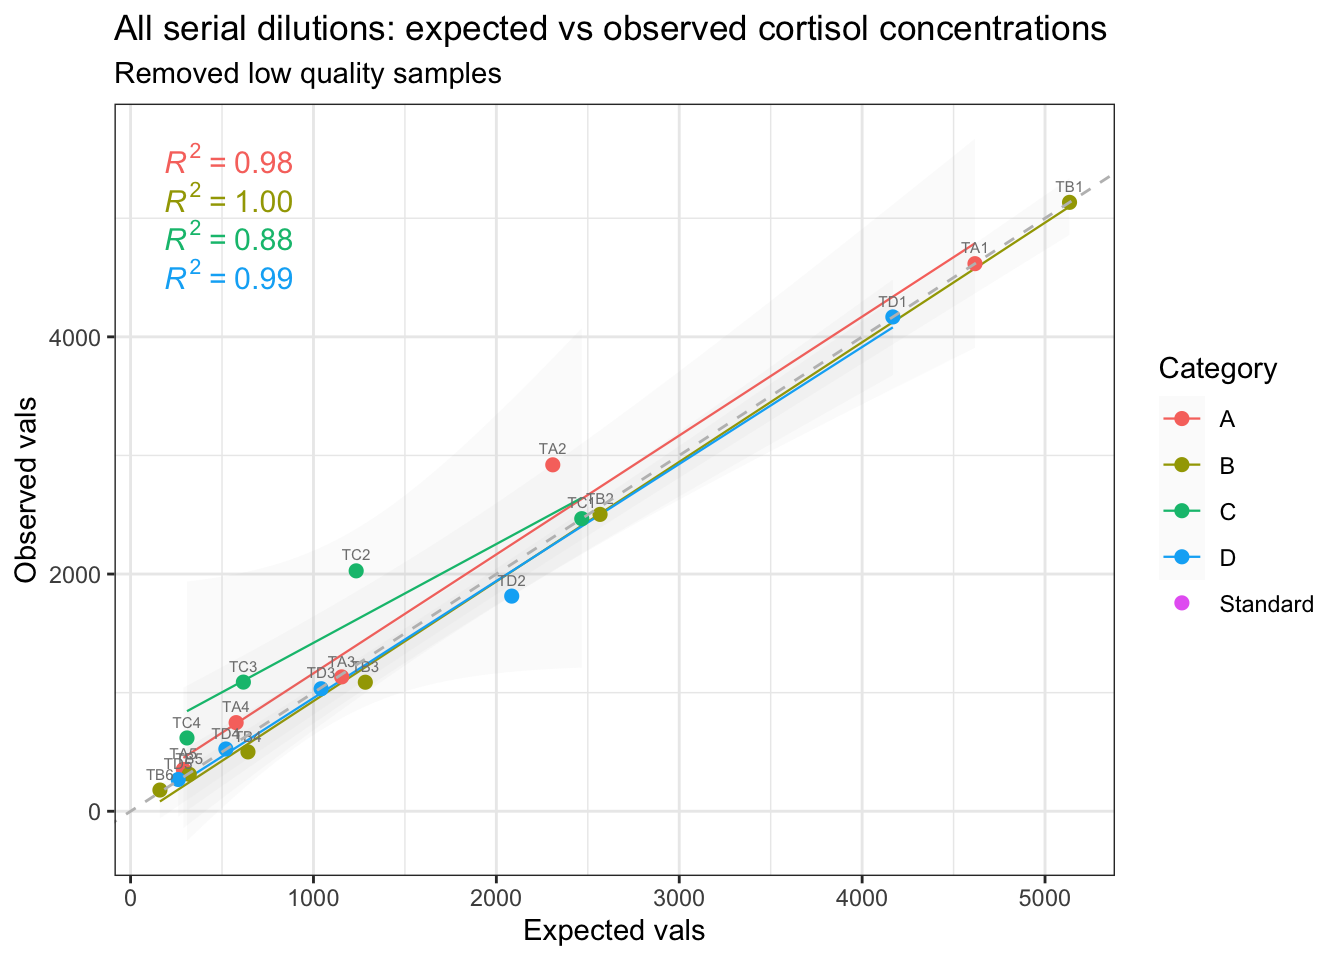 All serial dilutions: expected vs observed cortisol concentrations
Removed low quality samples
R² = 0.98
R² = 1.00
R² = 0.88
R² = 0.99
TB1
TA1
TD1
TA2
TC1
TB2
TC2
TD2
TC3
TD3
TA3
TB3
TA4
TC4
TD4
TB4
TA5
TB5
TB6
4000
2000
0
0
1000
2000
3000
4000
5000
Expected vals
Observed vals
Category
A
B
C
D
Standard